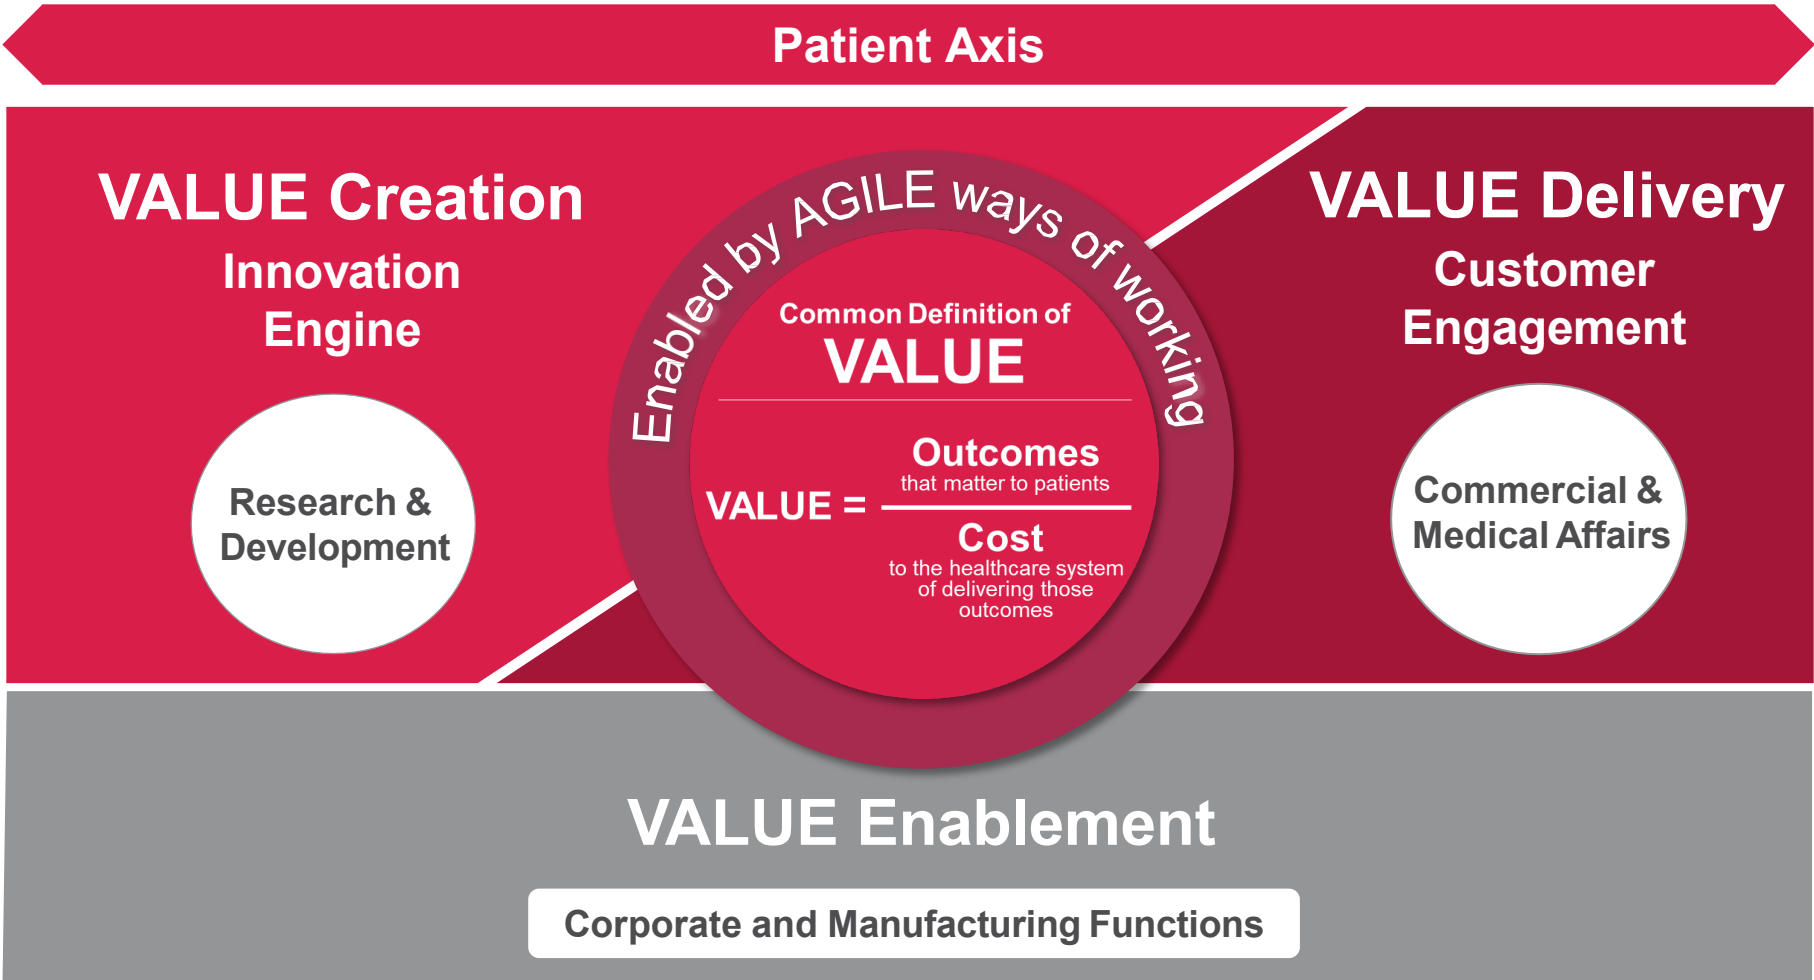 Patient Axis
VALUE Creation
Innovation
Engine
Research &
Development
Enabled by AGILE ways of working
Common Definition of
VALUE
VALUE =
Outcomes
that matter to patients
Cost
to the healthcare system
of delivering those
outcomes
VALUE Delivery
Customer
Engagement
Commercial &
Medical Affairs
VALUE Enablement
Corporate and Manufacturing Functions